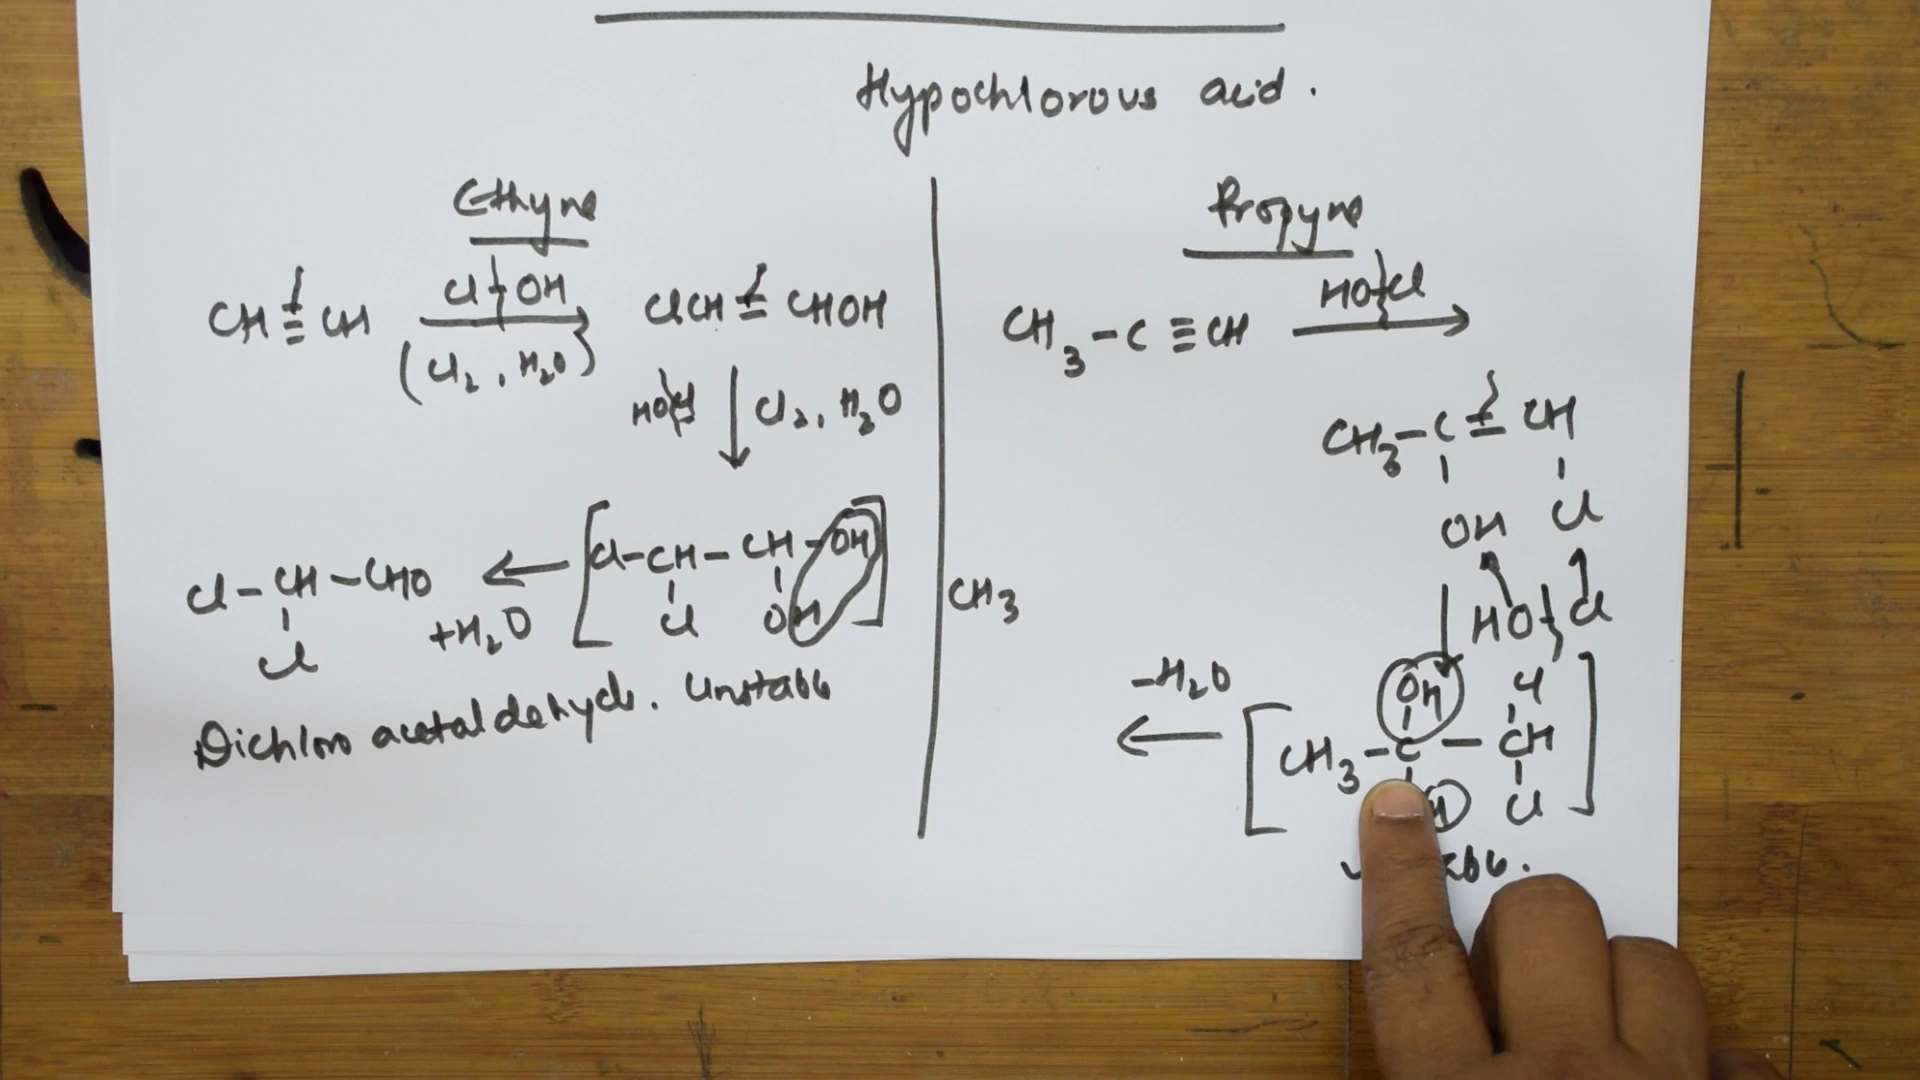 Hypochlorous acid.
Ethyne
CH≡CH
Cl OH
(Cl2, H2O)
ClCH=CHOH
HOCl
Cl2, H2O
[Cl-CH-CH-OH]
Cl OH
Unstable
+H2O
Cl-CH-CHO
Cl
Dichloro acetaldehyde.
Propyne
CH3-C≡CH
HO Cl
CH3-C=CH
OH Cl
HO Cl
OH Cl
[CH3-C-CH]
Cl
-H2O
CH3